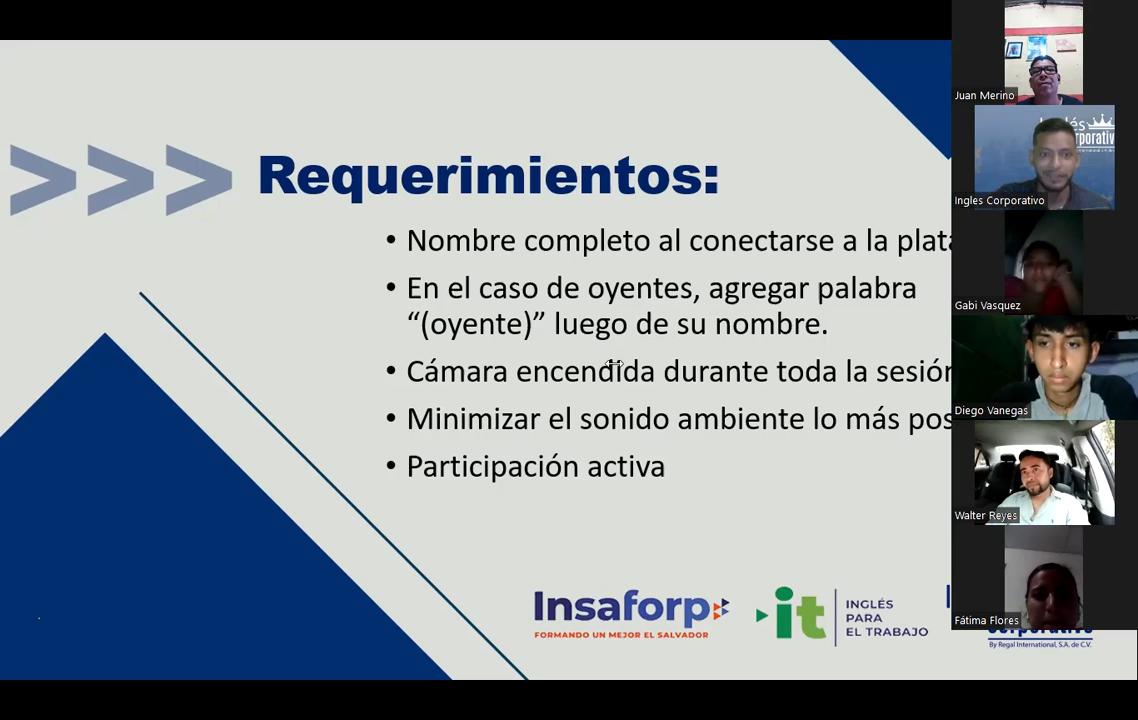 >>> Requerimientos:
• Nombre completo al conectarse a la plata
• En el caso de oyentes, agregar palabra
“(oyente)” luego de su nombre.
• Cámara encendida durante toda la sesión
• Minimizar el sonido ambiente lo más pos
• Participación activa
Insaforp
FORMANDO UN MEJOR EL SALVADOR
it
INGLÉS
PARA
EL TRABAJO
By Regal International, S.A. de C.V.
Juan Merino
Inglés
Ingles Corporativo
Gabi Vasquez
Diego Vanegas
Walter Reyes
Fátima Flores